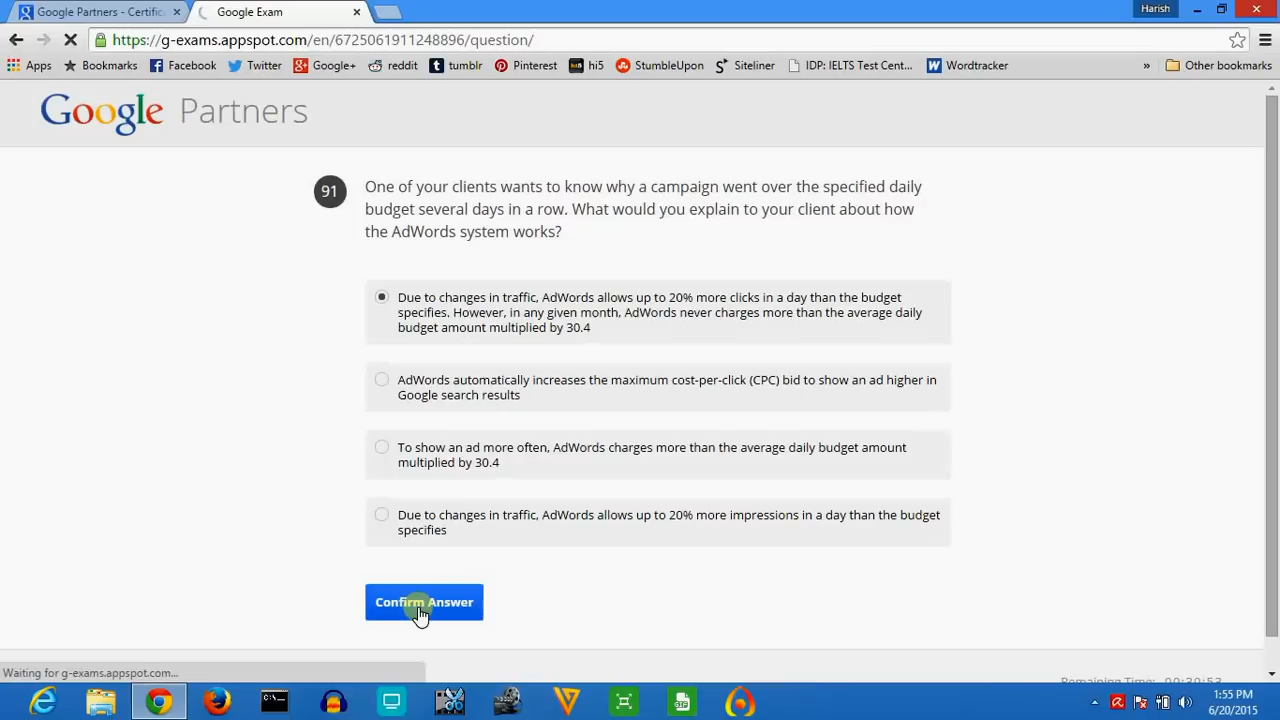 Google Partners - Certific
Google Exam
Harish
https://g-exams.appspot.com/en/6725061911248896/question/
Apps
Bookmarks
Facebook
Twitter
Google+
reddit
tumblr
Pinterest
hi5
StumbleUpon
Siteliner
IDP: IELTS Test Cent...
Wordtracker
»
Other bookmarks
Google Partners
91
One of your clients wants to know why a campaign went over the specified daily
budget several days in a row. What would you explain to your client about how
the AdWords system works?
Due to changes in traffic, AdWords allows up to 20% more clicks in a day than the budget
specifies. However, in any given month, AdWords never charges more than the average daily
budget amount multiplied by 30.4
AdWords automatically increases the maximum cost-per-click (CPC) bid to show an ad higher in
Google search results
To show an ad more often, AdWords charges more than the average daily budget amount
multiplied by 30.4
Due to changes in traffic, AdWords allows up to 20% more impressions in a day than the budget
specifies
Confirm Answer
Waiting for g-exams.appspot.com...
Remaining Time: 00:30:53
1:55 PM
6/20/2015